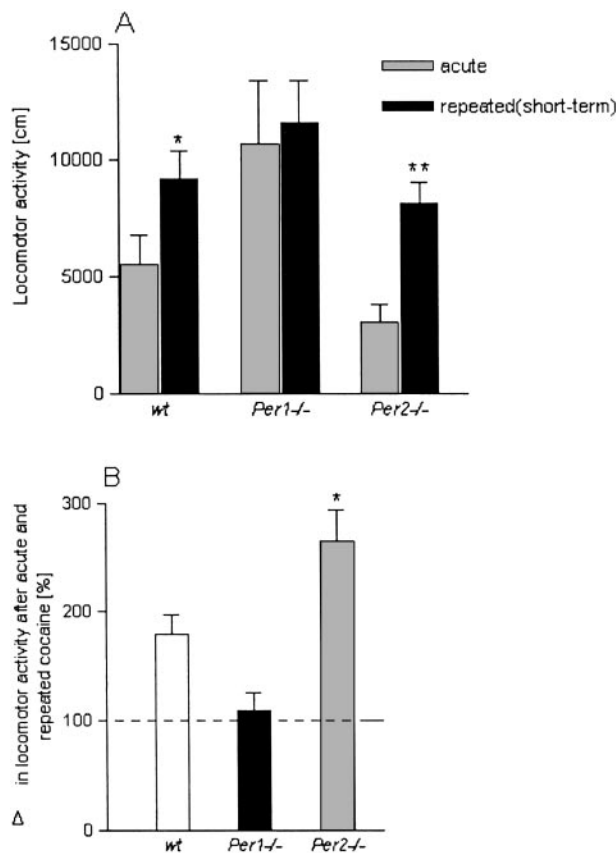 A
15000
10000
5000
0
Locomotor activity [cm]
acute
repeated(short-term)
*
**
wt
Per1-/-
Per2-/-
B
300
200
100
0
Δ in locomotor activity after acute and
repeated cocaine [%]
*
wt
Per1-/-
Per2-/-